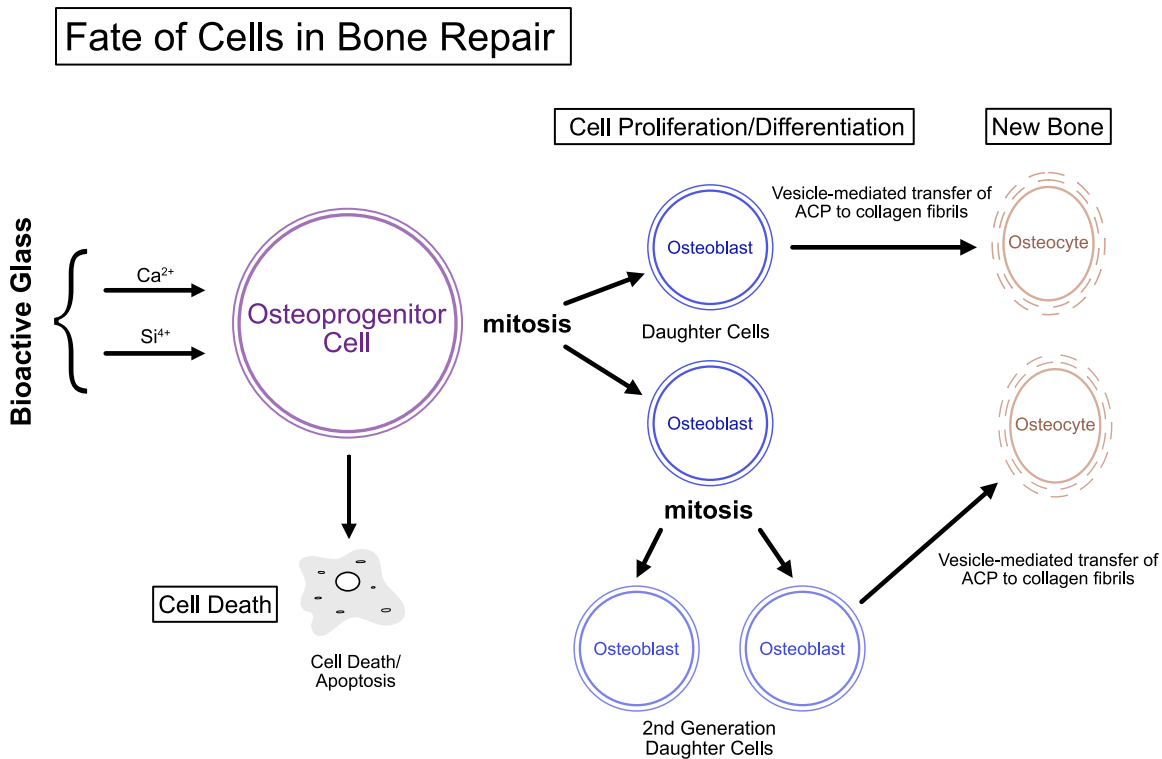 Fate of Cells in Bone Repair
Cell Proliferation/Differentiation
New Bone
Bioactive Glass
Ca²⁺
Si⁴⁺
Osteoprogenitor
Cell
mitosis
Osteoblast
Daughter Cells
Vesicle-mediated transfer of
ACP to collagen fibrils
Osteocyte
Osteoblast
Osteocyte
mitosis
Vesicle-mediated transfer of
ACP to collagen fibrils
Cell Death
Cell Death/
Apoptosis
Osteoblast
Osteoblast
2nd Generation
Daughter Cells